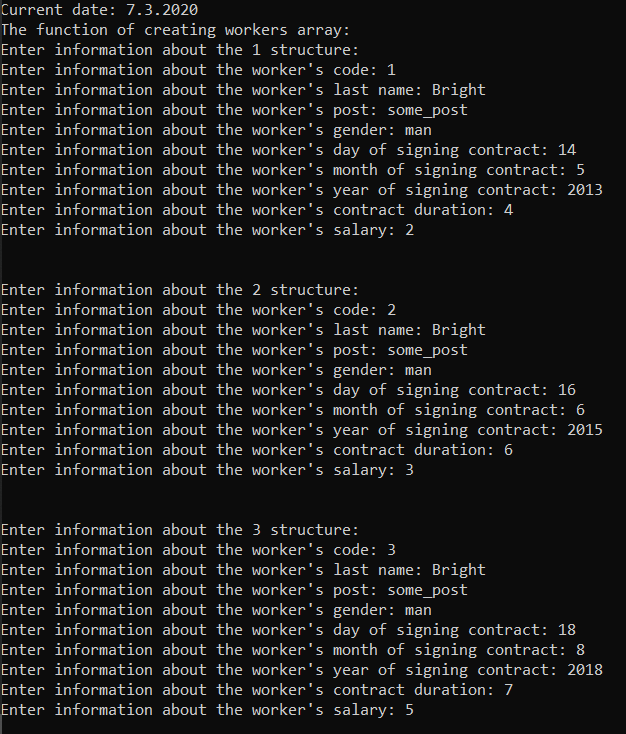 Current date: 7.3.2020
The function of creating workers array:
Enter information about the 1 structure:
Enter information about the worker's code: 1
Enter information about the worker's last name: Bright
Enter information about the worker's post: some_post
Enter information about the worker's gender: man
Enter information about the worker's day of signing contract: 14
Enter information about the worker's month of signing contract: 5
Enter information about the worker's year of signing contract: 2013
Enter information about the worker's contract duration: 4
Enter information about the worker's salary: 2
Enter information about the 2 structure:
Enter information about the worker's code: 2
Enter information about the worker's last name: Bright
Enter information about the worker's post: some_post
Enter information about the worker's gender: man
Enter information about the worker's day of signing contract: 16
Enter information about the worker's month of signing contract: 6
Enter information about the worker's year of signing contract: 2015
Enter information about the worker's contract duration: 6
Enter information about the worker's salary: 3
Enter information about the 3 structure:
Enter information about the worker's code: 3
Enter information about the worker's last name: Bright
Enter information about the worker's post: some_post
Enter information about the worker's gender: man
Enter information about the worker's day of signing contract: 18
Enter information about the worker's month of signing contract: 8
Enter information about the worker's year of signing contract: 2018
Enter information about the worker's contract duration: 7
Enter information about the worker's salary: 5